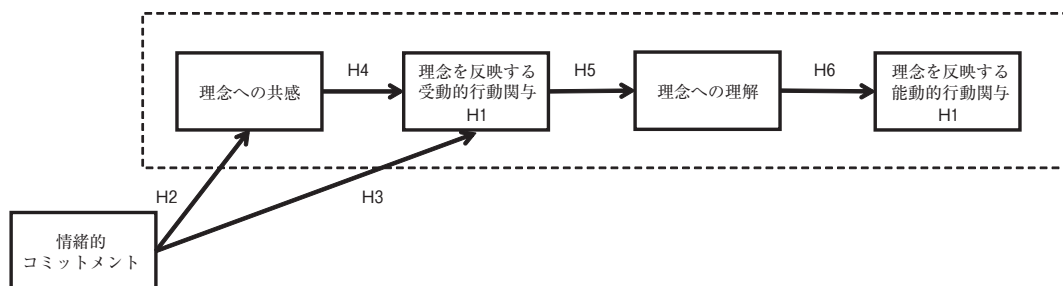 理念への共感
H4
理念を反映する
受動的行動関与
H1
H5
理念への理解
H6
理念を反映する
能動的行動関与
H1
H2
H3
情緒的
コミットメント